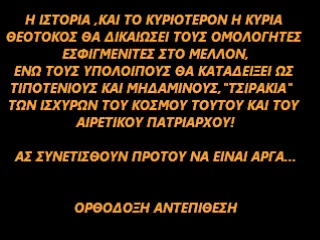 Η ΙΣΤΟΡΙΑ ,ΚΑΙ ΤΟ ΚΥΡΙΟΤΕΡΟΝ Η ΚΥΡΙΑ
ΘΕΟΤΟΚΟΣ ΘΑ ΔΙΚΑΙΩΣΕΙ ΤΟΥΣ ΟΜΟΛΟΓΗΤΕΣ
ΕΣΦΙΓΜΕΝΙΤΕΣ ΣΤΟ ΜΕΛΛΟΝ,
ΕΝΩ ΤΟΥΣ ΥΠΟΛΟΙΠΟΥΣ ΘΑ ΚΑΤΑΔΕΙΞΕΙ ΩΣ
ΤΙΠΟΤΕΝΙΟΥΣ ΚΑΙ ΜΗΔΑΜΙΝΟΥΣ,"ΤΣΙΡΑΚΙΑ"
ΤΩΝ ΙΣΧΥΡΩΝ ΤΟΥ ΚΟΣΜΟΥ ΤΟΥΤΟΥ ΚΑΙ ΤΟΥ
ΑΙΡΕΤΙΚΟΥ ΠΑΤΡΙΑΡΧΟΥ!
ΑΣ ΣΥΝΕΤΙΣΘΟΥΝ ΠΡΟΤΟΥ ΝΑ ΕΙΝΑΙ ΑΡΓΑ...
ΟΡΘΟΔΟΞΗ ΑΝΤΕΠΙΘΕΣΗ